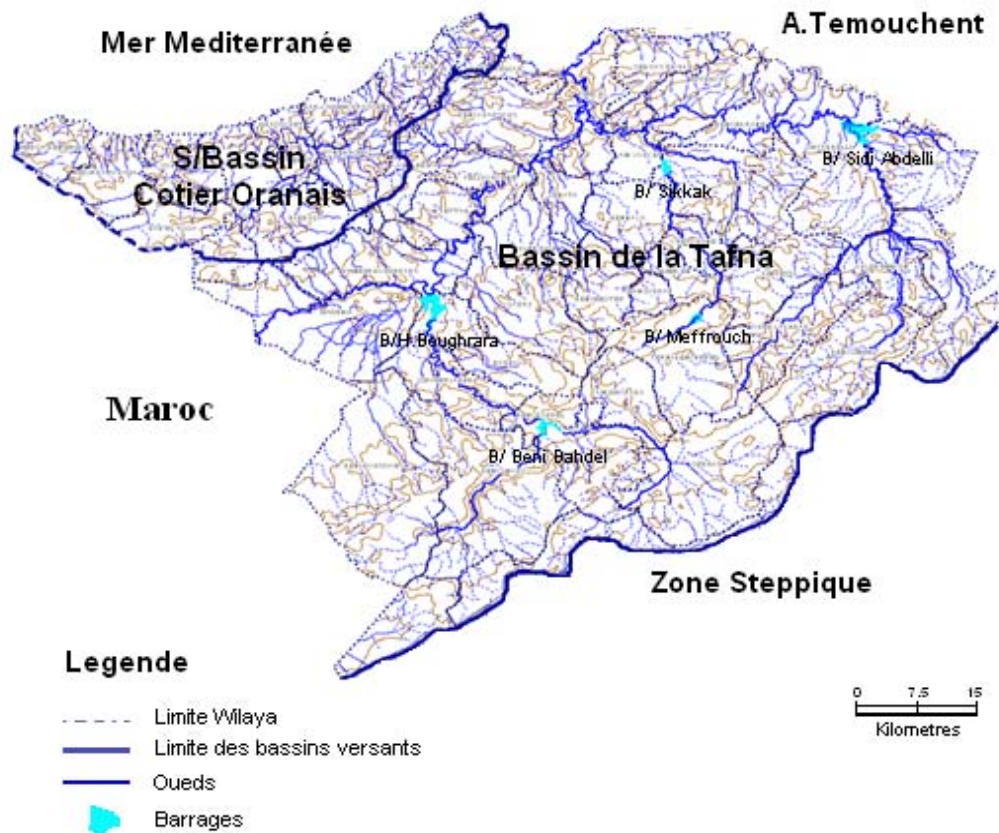 Mer Mediterranée
A.Temouchent
S/Bassin
Cotier Oranais
B/ Sidi Abdelli
B/ Sikkak
Bassin de la Tafna
B/H.Boughrara
B/ Meffrouch
Maroc
B/ Beni Bahdel
Zone Steppique
Legende
Limite Wilaya
Limite des bassins versants
Oueds
Barrages
0 7.5 15
Kilometres